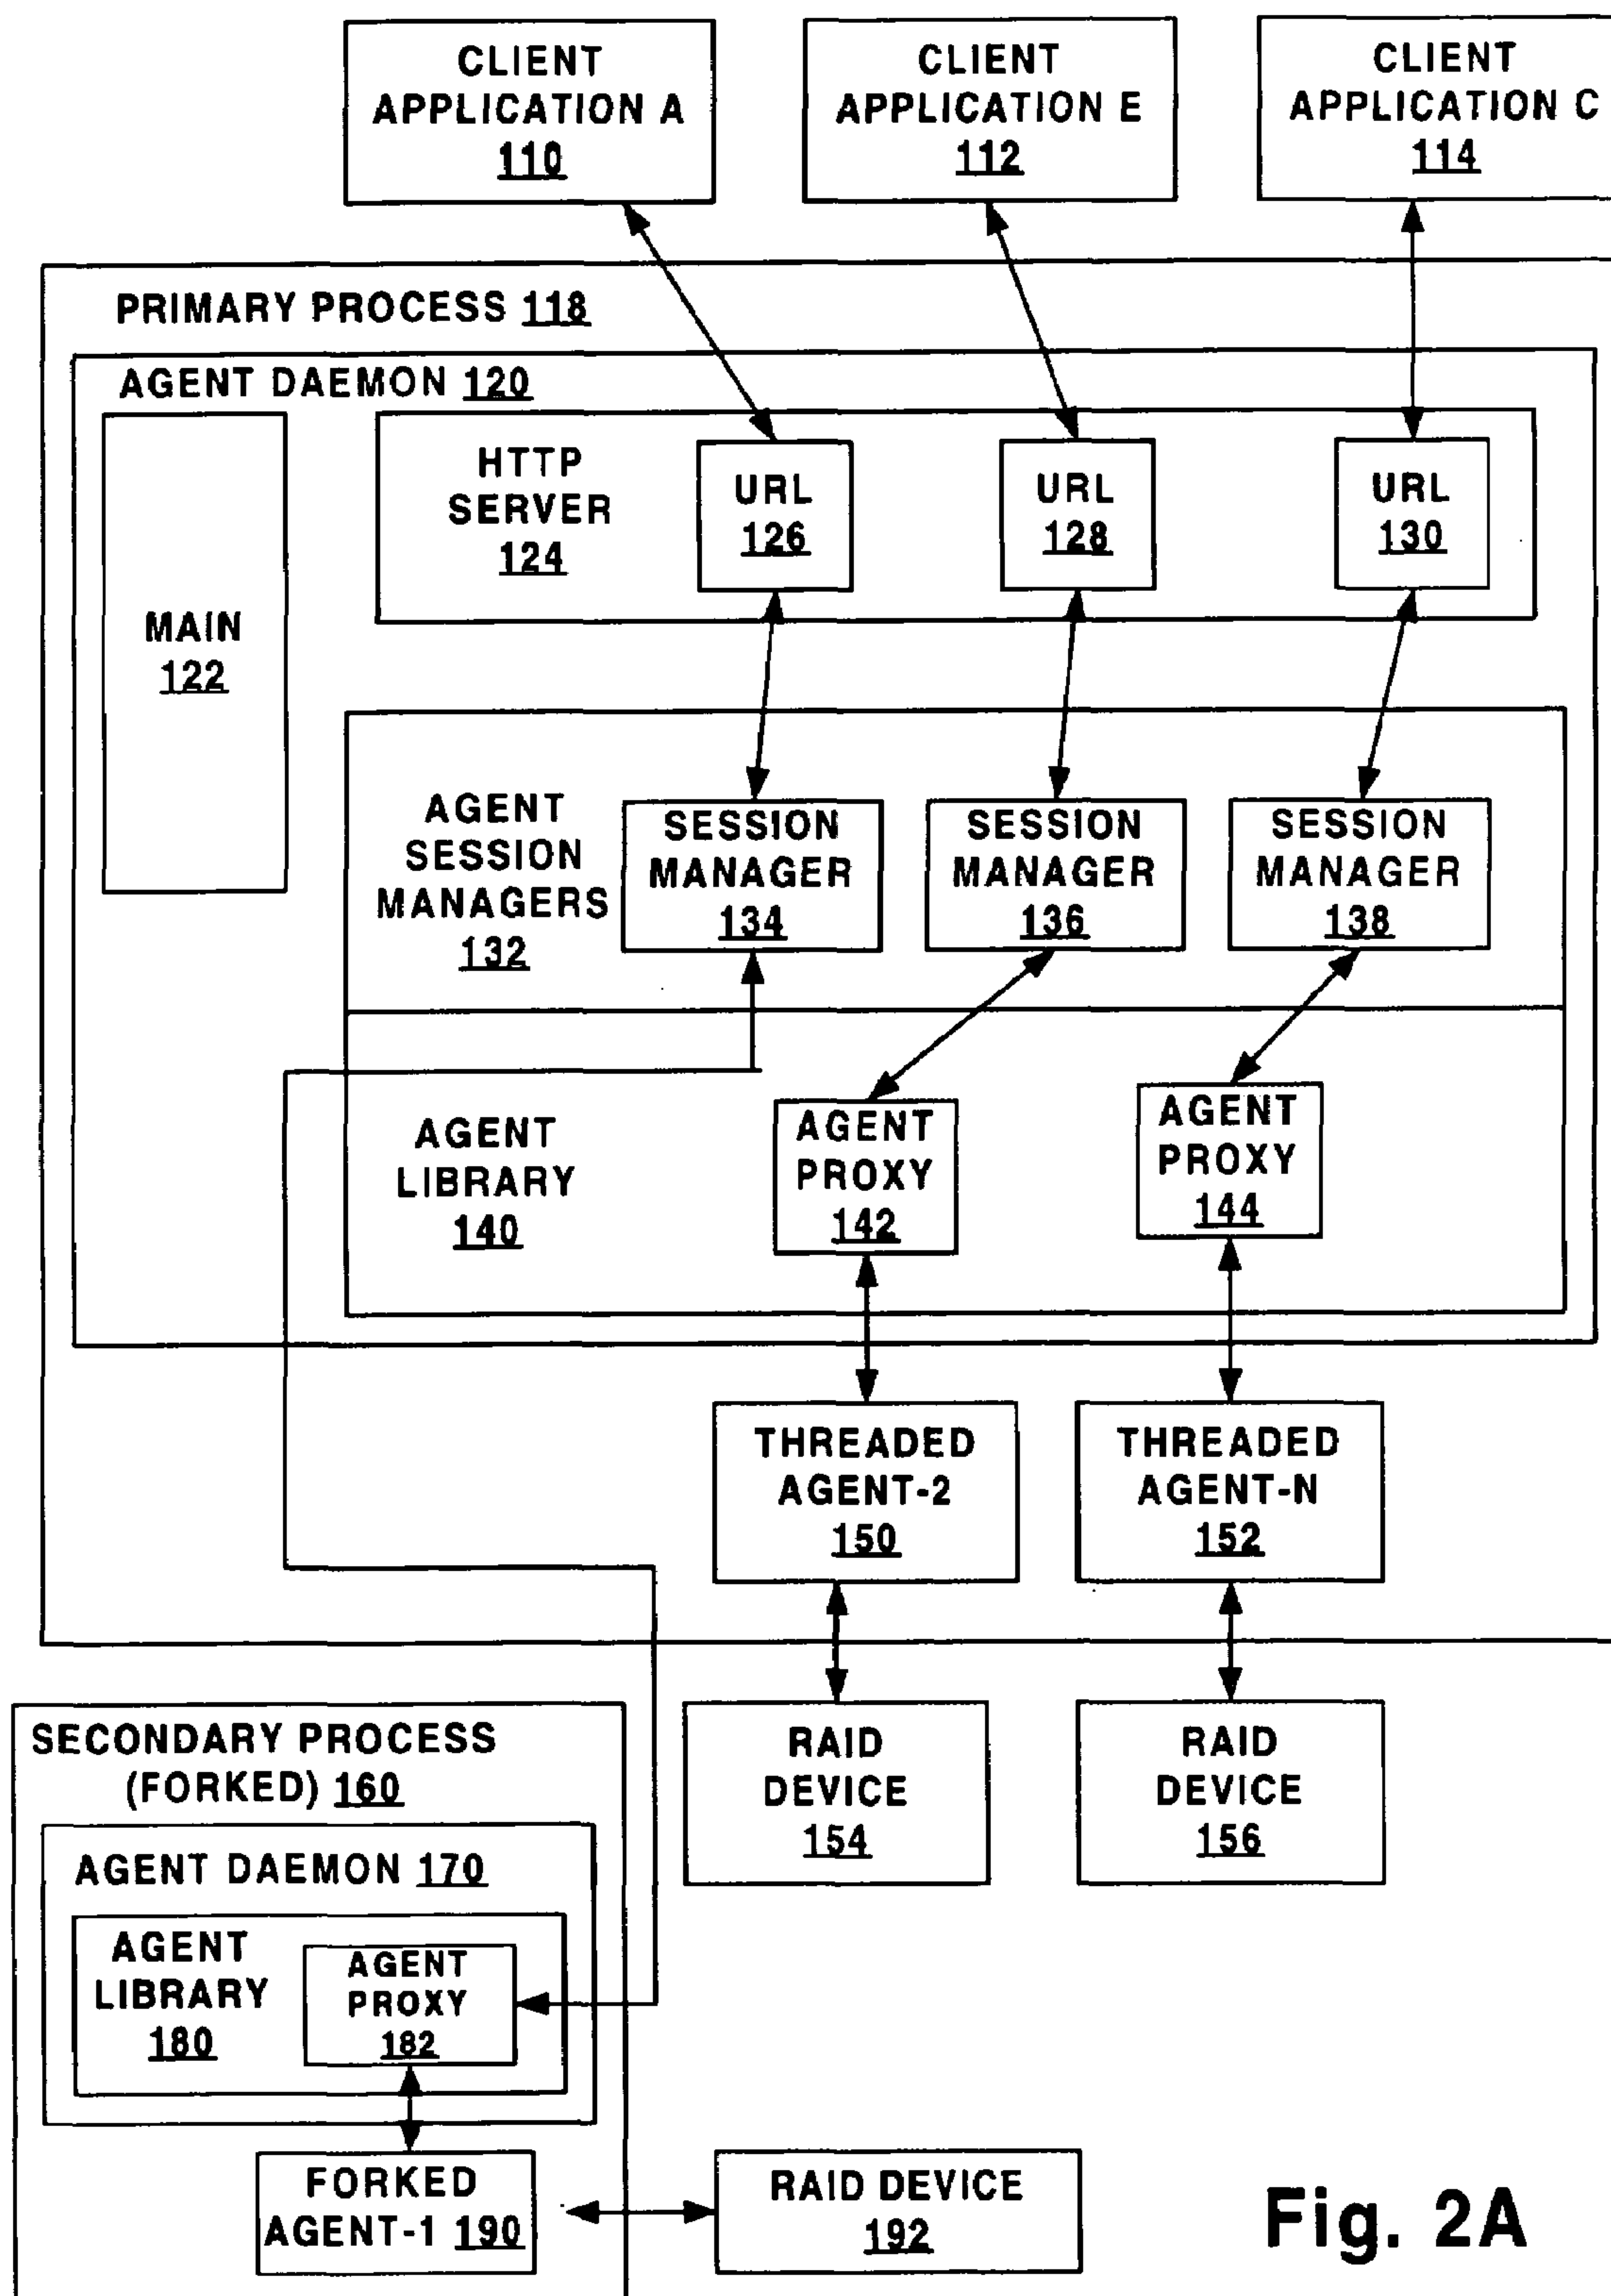 CLIENT
APPLICATION A
110
CLIENT
APPLICATION E
112
CLIENT
APPLICATION C
114
PRIMARY PROCESS 118
AGENT DAEMON 120
MAIN
122
HTTP
SERVER
124
URL
126
URL
128
URL
130
AGENT
SESSION
MANAGERS
132
SESSION
MANAGER
134
SESSION
MANAGER
136
SESSION
MANAGER
138
AGENT
LIBRARY
140
AGENT
PROXY
142
AGENT
PROXY
144
THREADED
AGENT-2
150
THREADED
AGENT-N
152
RAID
DEVICE
154
RAID
DEVICE
156
SECONDARY PROCESS
(FORKED) 160
AGENT DAEMON 170
AGENT
LIBRARY
180
AGENT
PROXY
182
FORKED
AGENT-1 190
RAID DEVICE
192
Fig. 2A